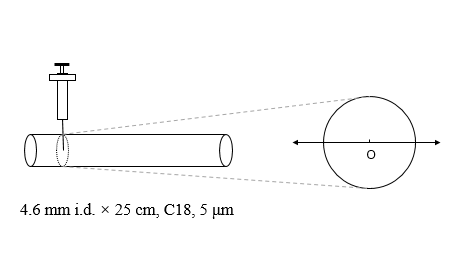 O
4.6 mm i.d. × 25 cm, C18, 5 μm